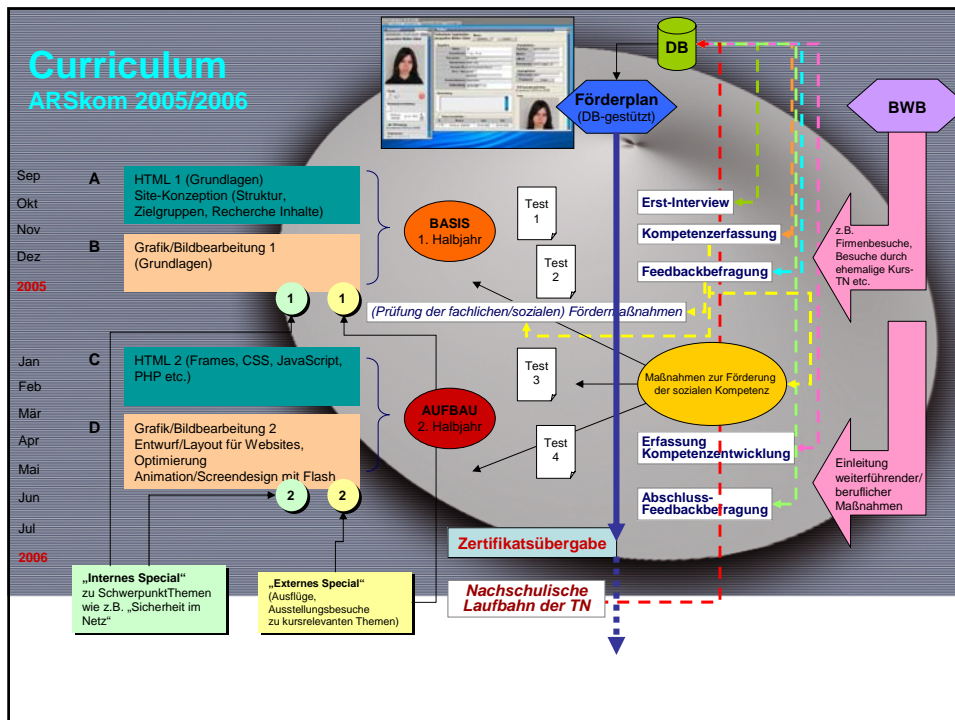 Curriculum
ARSkom 2005/2006
DB
Förderplan
(DB-gestützt)
BWB
Sep
Okt
Nov
Dez
2005
Jan
Feb
Mär
Apr
Mai
Jun
Jul
2006
A
HTML 1 (Grundlagen)
Site-Konzeption (Struktur,
Zielgruppen, Recherche Inhalte)
B
Grafik/Bildbearbeitung 1
(Grundlagen)
1
1
BASIS
1. Halbjahr
Test
1
Test
2
Erst-Interview
Kompetenzerfassung
Feedbackbefragung
(Prüfung der fachlichen/sozialen) Fördermaßnahmen
z.B.
Firmenbesuche,
Besuche durch
ehemalige Kurs-
TN etc.
C
HTML 2 (Frames, CSS, JavaScript,
PHP etc.)
D
Grafik/Bildbearbeitung 2
Entwurf/Layout für Websites,
Optimierung
Animation/Screendesign mit Flash
2
2
AUFBAU
2. Halbjahr
Test
3
Test
4
Maßnahmen zur Förderung
der sozialen Kompetenz
Erfassung
Kompetenzentwicklung
Abschluss-
Feedbackbefragung
Einleitung
weiterführender/
beruflicher
Maßnahmen
Zertifikatsübergabe
Nachschulische
Laufbahn der TN
„Internes Special“
zu SchwerpunktThemen
wie z.B. „Sicherheit im
Netz“
„Externes Special“
(Ausflüge,
Ausstellungsbesuche
zu kursrelevanten Themen)